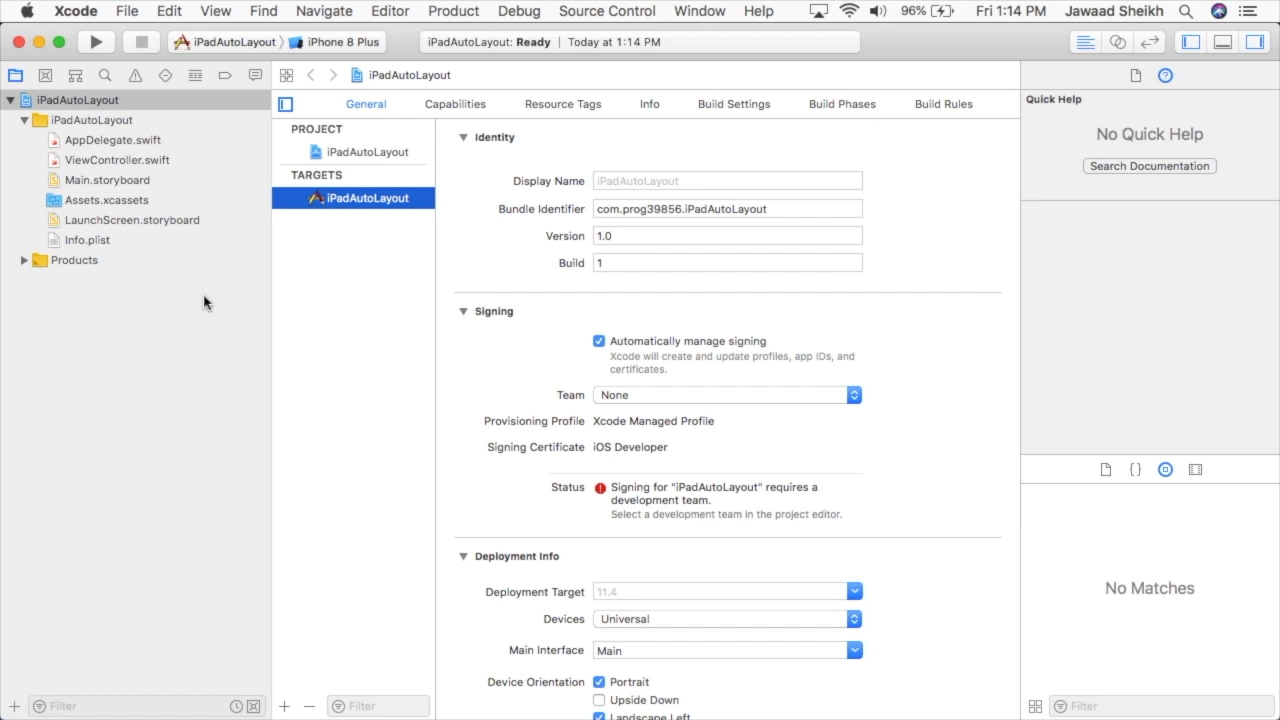 Xcode File Edit View Find Navigate Editor Product Debug Source Control Window Help 96% Fri 1:14 PM Jawaad Sheikh
iPadAutoLayout iPhone 8 Plus iPadAutoLayout: Ready Today at 1:14 PM
iPadAutoLayout
General Capabilities Resource Tags Info Build Settings Build Phases Build Rules
iPadAutoLayout
iPadAutoLayout
AppDelegate.swift
ViewController.swift
Main.storyboard
Assets.xcassets
LaunchScreen.storyboard
Info.plist
Products
Filter
PROJECT
iPadAutoLayout
TARGETS
iPadAutoLayout
Filter
Identity
Display Name iPadAutoLayout
Bundle Identifier com.prog39856.iPadAutoLayout
Version 1.0
Build 1
Signing
Automatically manage signing
Xcode will create and update profiles, app IDs, and
certificates.
Team None
Provisioning Profile Xcode Managed Profile
Signing Certificate iOS Developer
Status Signing for "iPadAutoLayout" requires a
development team.
Select a development team in the project editor.
Deployment Info
Deployment Target 11.4
Devices Universal
Main Interface Main
Device Orientation Portrait
Upside Down
Landscape Left
Quick Help
No Quick Help
Search Documentation
No Matches
Filter